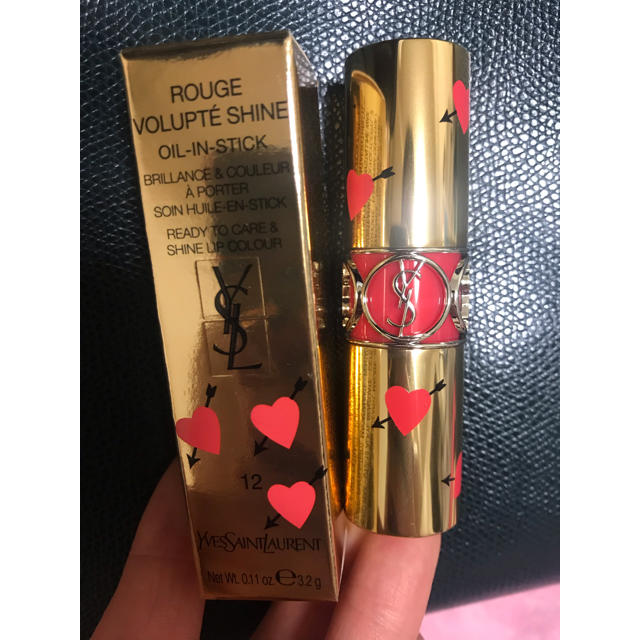 ROUGE
VOLUPTÉ SHINE
OIL-IN-STICK
BRILLANCE & COULEUR
À PORTER
SOIN HUILE-EN-STICK
READY TO CARE &
SHINE LIP COLOUR
YSL
12
YVESSAINTLAURENT
Net Wt. 0.11 oz. e 3.2 g
YSL